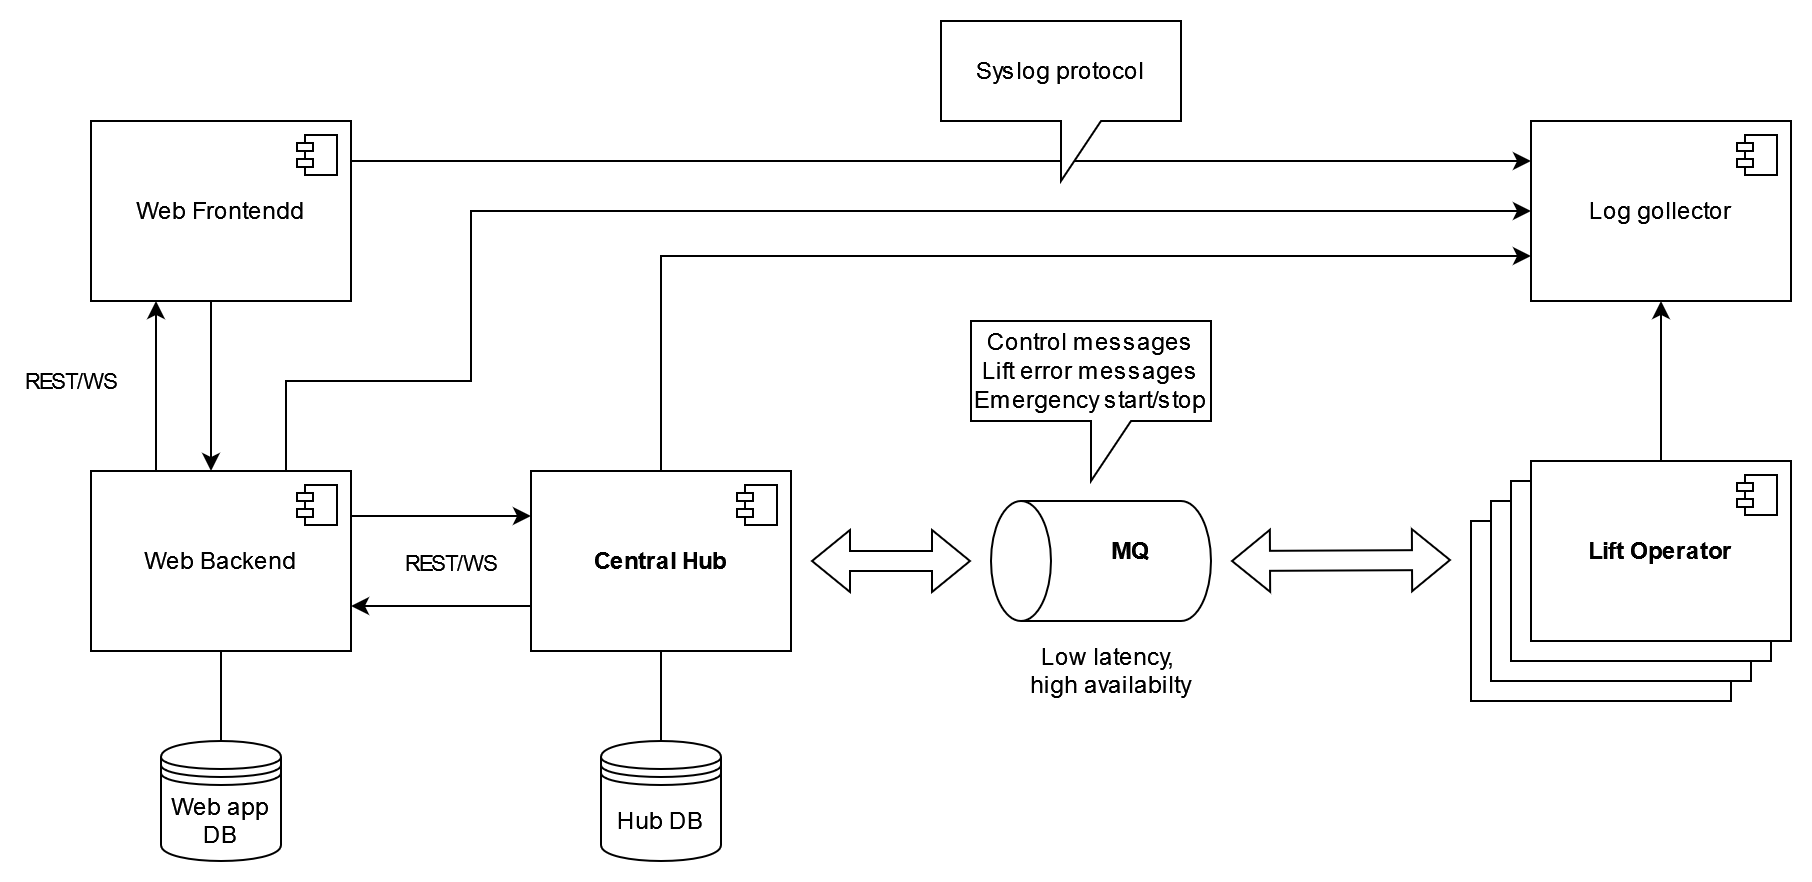 Syslog protocol
Web Frontendd
Log gollector
Control messages
Lift error messages
Emergency start/stop
REST/WS
Web Backend
REST/WS
Central Hub
MQ
Lift Operator
Low latency,
high availabilty
Web app
DB
Hub DB